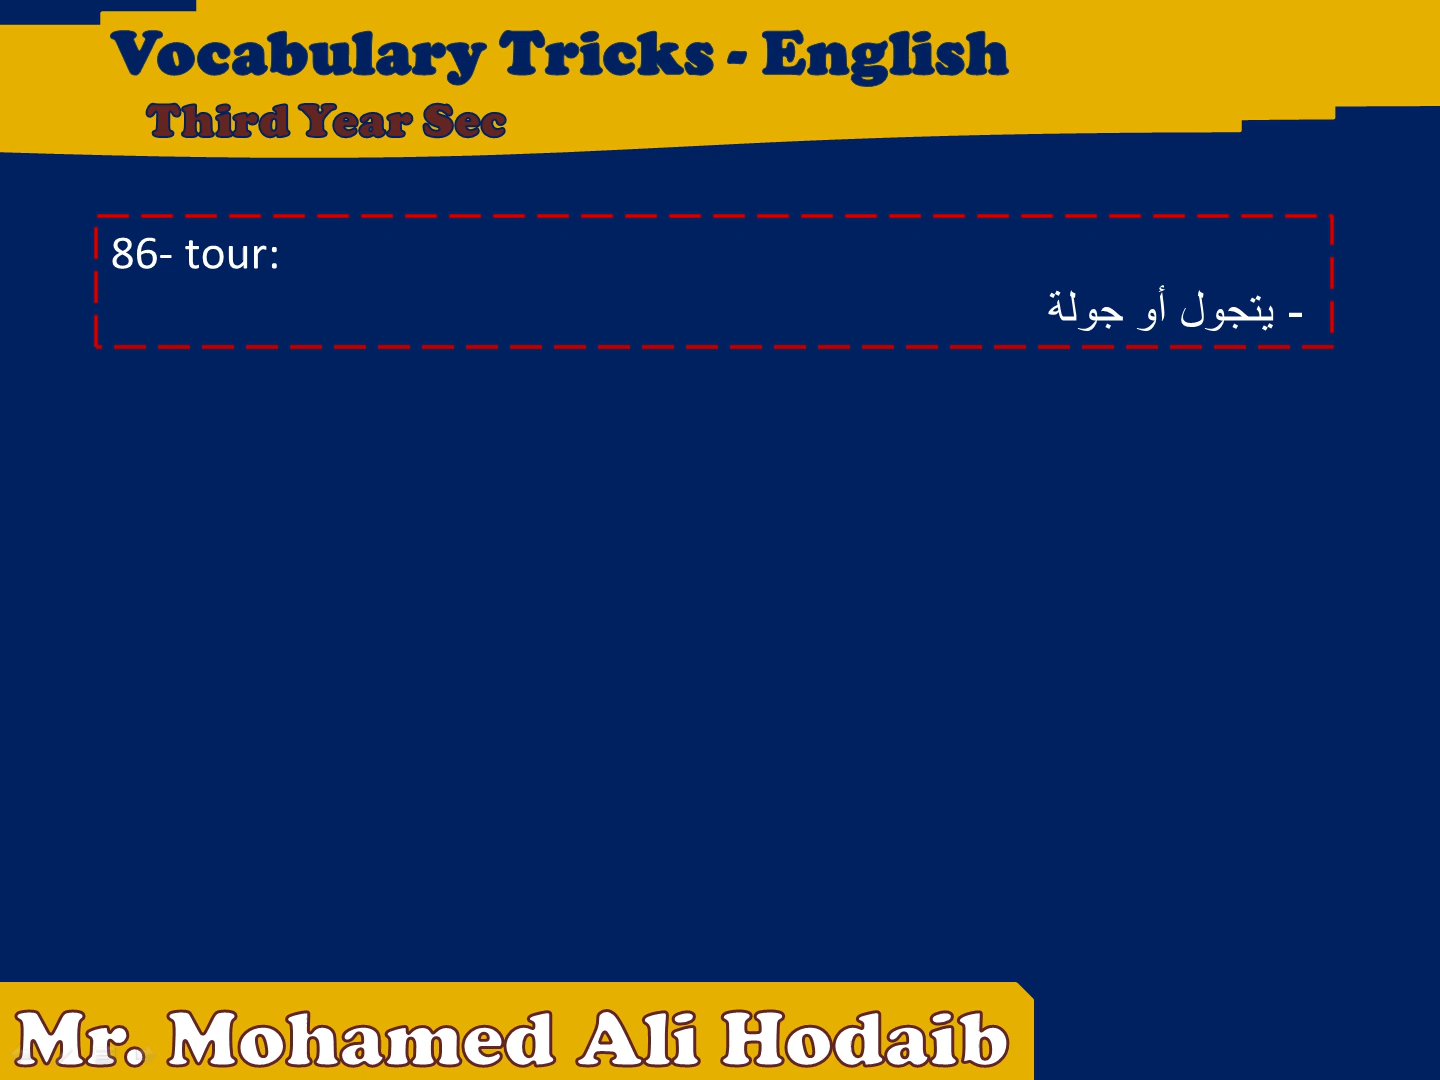 Vocabulary Tricks - English
Third Year Sec
86- tour:
- يتجول أو جولة
Mr. Mohamed Ali Hodaib